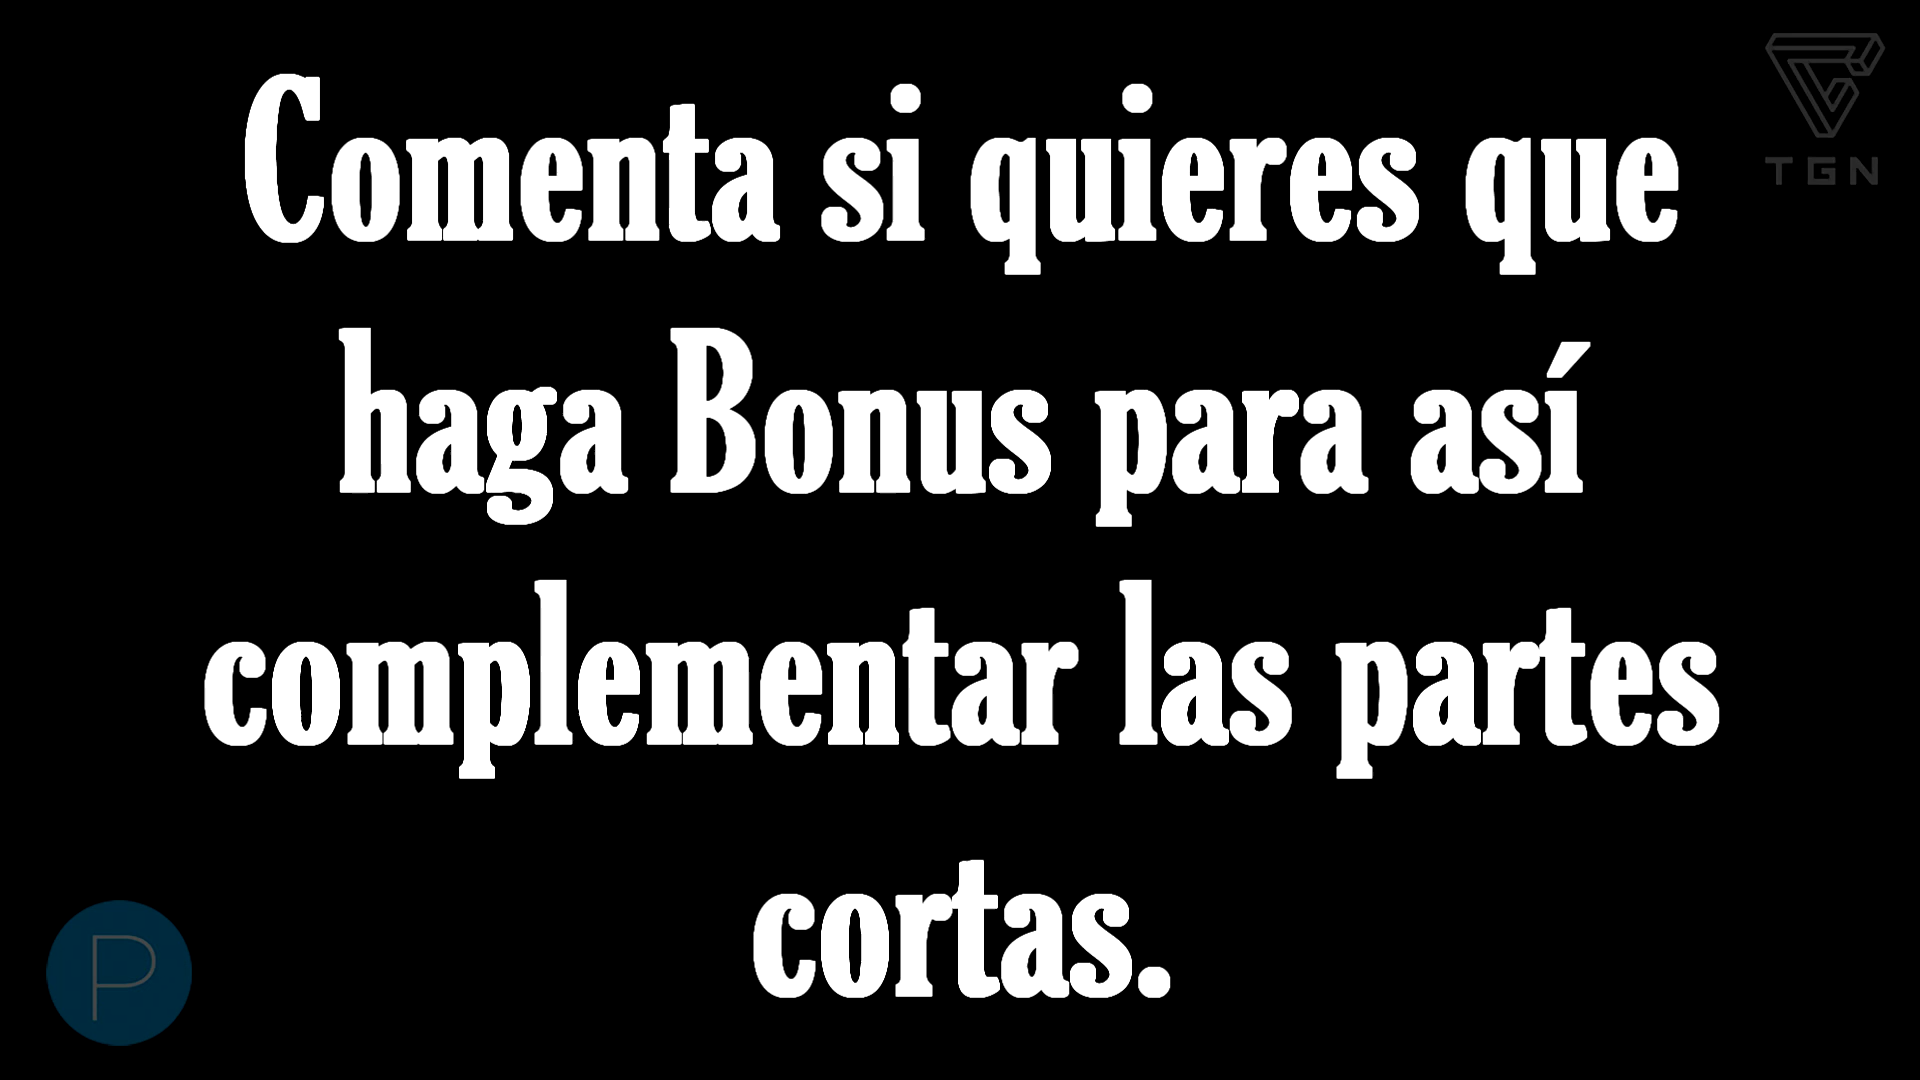 Comenta si quieres que
haga Bonus para así
complementar las partes
cortas.
TGN
P